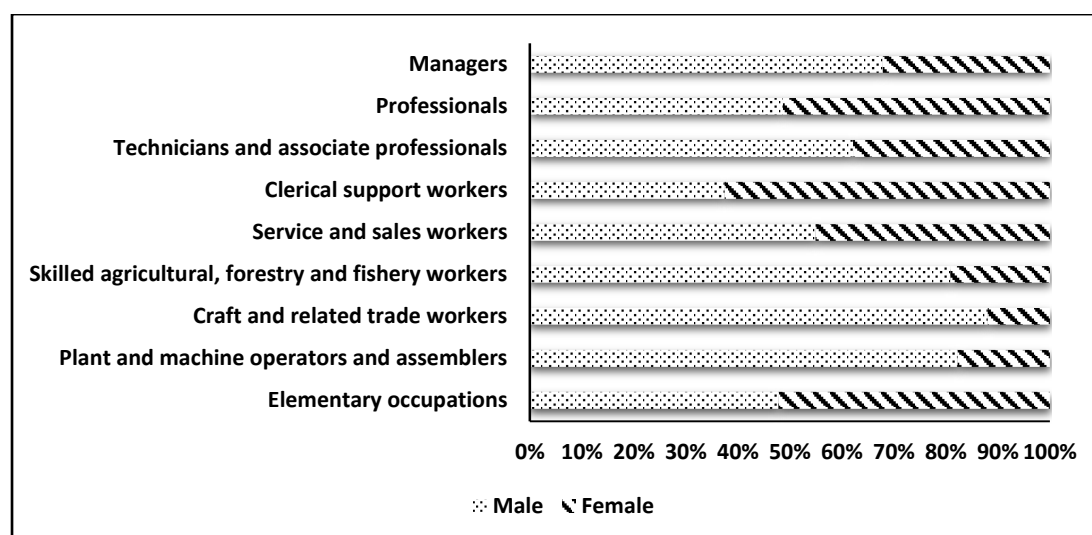 Managers
Professionals
Technicians and associate professionals
Clerical support workers
Service and sales workers
Skilled agricultural, forestry and fishery workers
Craft and related trade workers
Plant and machine operators and assemblers
Elementary occupations
0% 10% 20% 30% 40% 50% 60% 70% 80% 90% 100%
Male Female